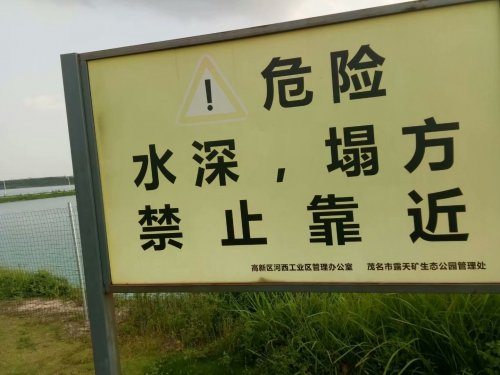 ! 危险
水深，塌方
禁止靠近
高新区河西工业区管理办公室 茂名市露天矿生态公园管理处